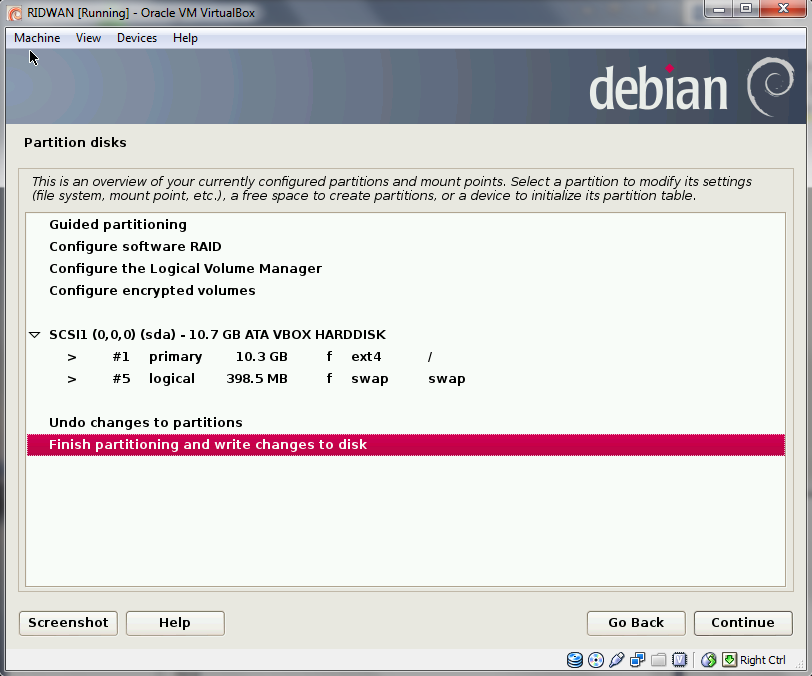 RIDWAN [Running] - Oracle VM VirtualBox
Machine View Devices Help
debian
Partition disks
This is an overview of your currently configured partitions and mount points. Select a partition to modify its settings
(file system, mount point, etc.), a free space to create partitions, or a device to initialize its partition table.
Guided partitioning
Configure software RAID
Configure the Logical Volume Manager
Configure encrypted volumes
SCSI1 (0,0,0) (sda) - 10.7 GB ATA VBOX HARDDISK
> #1 primary 10.3 GB f ext4 /
> #5 logical 398.5 MB f swap swap
Undo changes to partitions
Finish partitioning and write changes to disk
Screenshot Help Go Back Continue
Right Ctrl